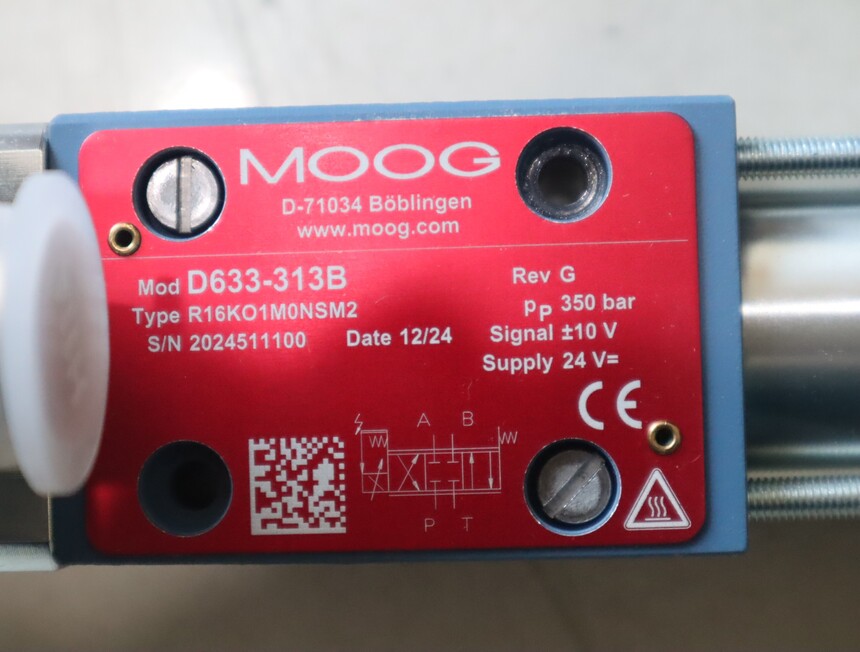 MOOG
D-71034 Böblingen
www.moog.com
Mod D633-313B
Type R16KO1M0NSM2
S/N 2024511100
Date 12/24
Rev G
pP 350 bar
Signal ±10 V
Supply 24 V=
CE
A B
P T